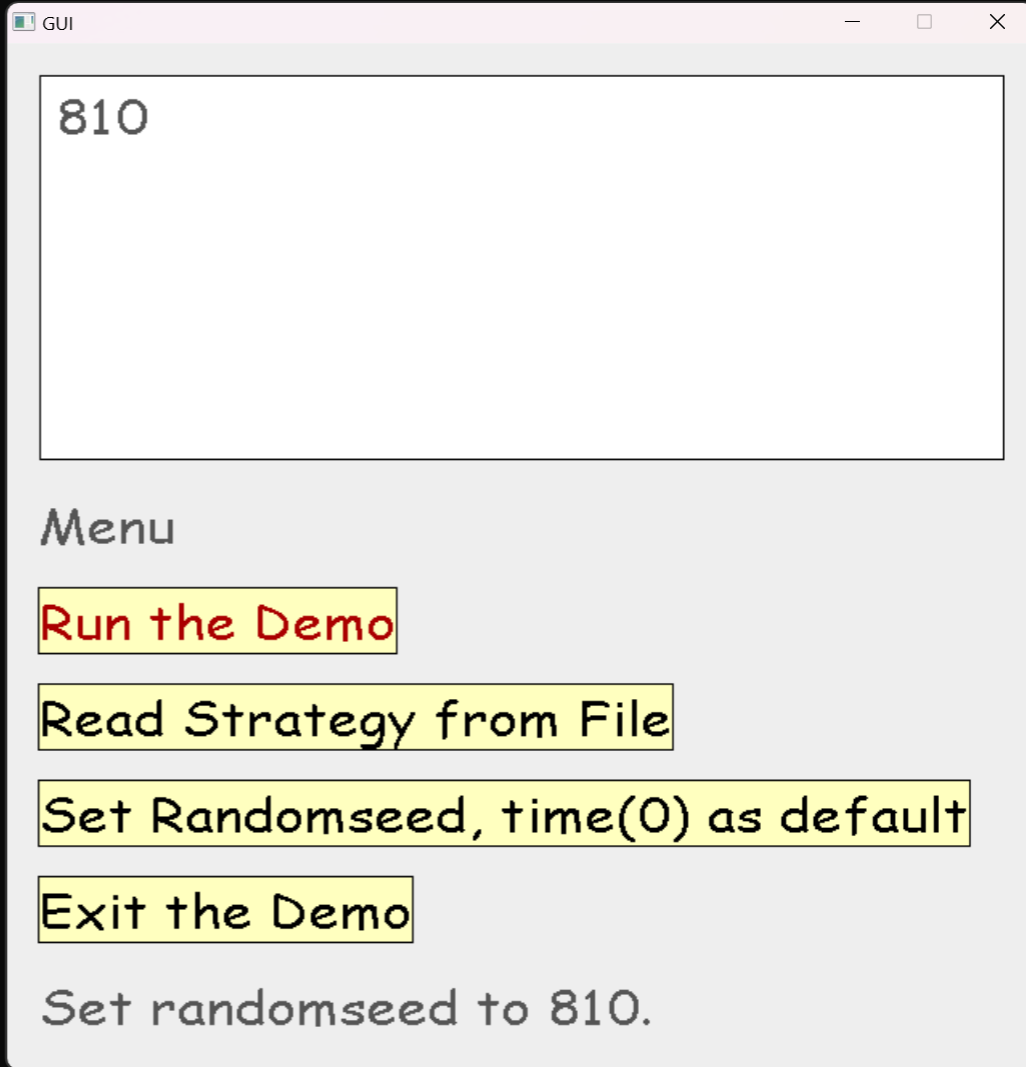 GUI
810
Menu
Run the Demo
Read Strategy from File
Set Randomseed, time(0) as default
Exit the Demo
Set randomseed to 810.